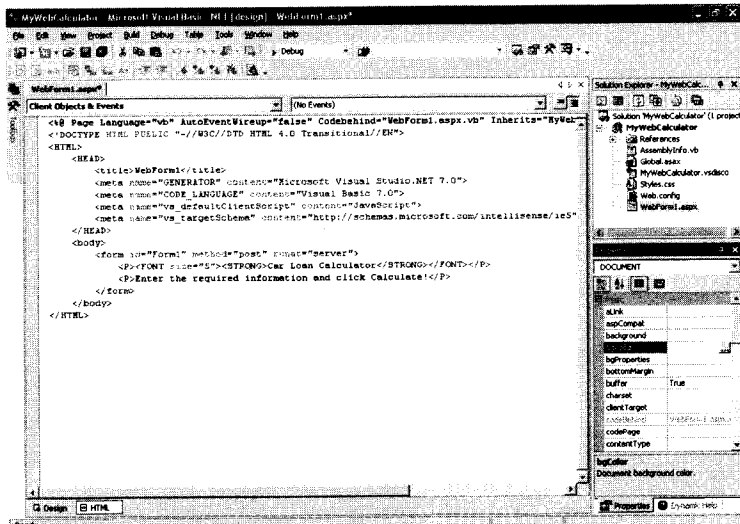 MyWebCalculator - Microsoft Visual Basic .NET [design] - WebForm1.aspx*
File Edit View Project Build Debug Table Tools Window Help
Debug
WebForm1.aspx*
Client Objects & Events
(No Events)
<%@ Page Language="vb" AutoEventWireup="false" Codebehind="WebForm1.aspx.vb" Inherits="MyWeb
<!DOCTYPE HTML PUBLIC "-//W3C//DTD HTML 4.0 Transitional//EN">
<HTML>
<HEAD>
<title>WebForm1</title>
<meta name="GENERATOR" content="Microsoft Visual Studio.NET 7.0">
<meta name="CODE_LANGUAGE" content="Visual Basic 7.0">
<meta name="vs_defaultClientScript" content="JavaScript">
<meta name="vs_targetSchema" content="http://schemas.microsoft.com/intellisense/ie5"
</HEAD>
<body>
<form id="Form1" method="post" runat="server">
<P><FONT size="5"><STRONG>Car Loan Calculator</STRONG></FONT></P>
<P>Enter the required information and click Calculate!</P>
</form>
</body>
</HTML>
Design HTML
Solution Explorer - MyWebCalc...
Solution 'MyWebCalculator' (1 project
MyWebCalculator
References
AssemblyInfo.vb
Global.asax
MyWebCalculator.vsdisco
Styles.css
Web.config
WebForm1.aspx
DOCUMENT
aLink
aspCompat
background
bgProperties
bottomMargin
buffer True
charset
clientTarget
codeBehind WebForm1.aspx.v
codePage
contentType
bgColor
Document background color.
Properties Dynamic Help